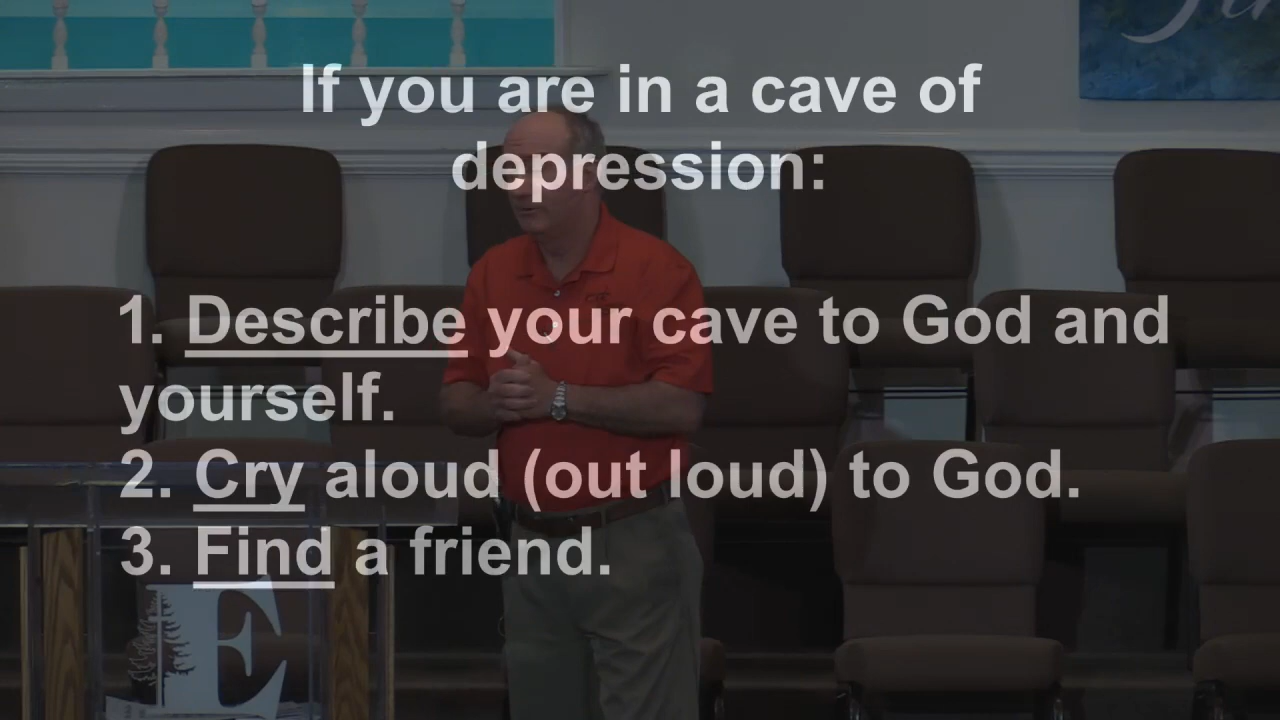 If you are in a cave of
depression:
1. Describe your cave to God and
yourself.
2. Cry aloud (out loud) to God.
3. Find a friend.
E